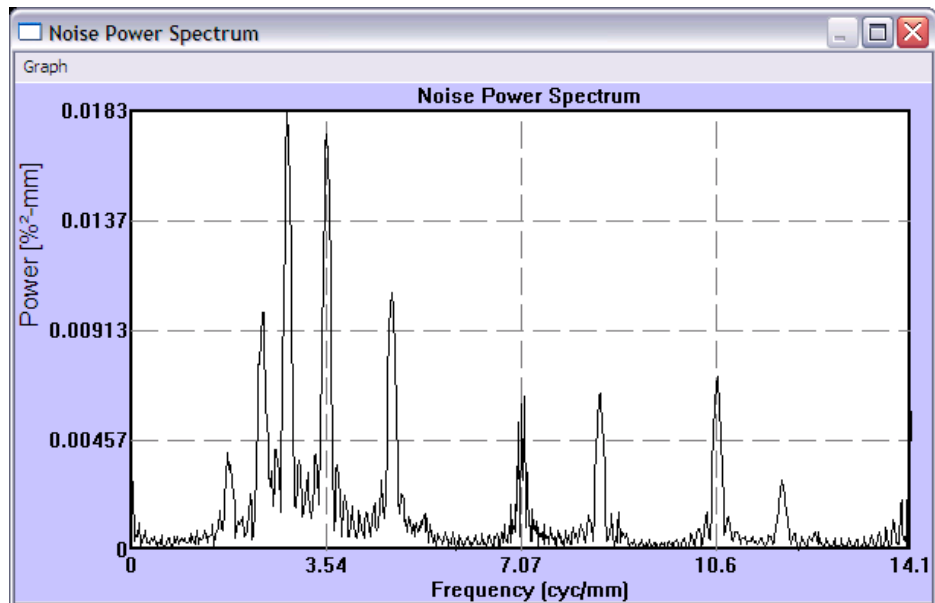 Noise Power Spectrum
Graph
Noise Power Spectrum
Power [%²-mm]
0.0183
0.0137
0.00913
0.00457
0
0 3.54 7.07 10.6 14.1
Frequency (cyc/mm)